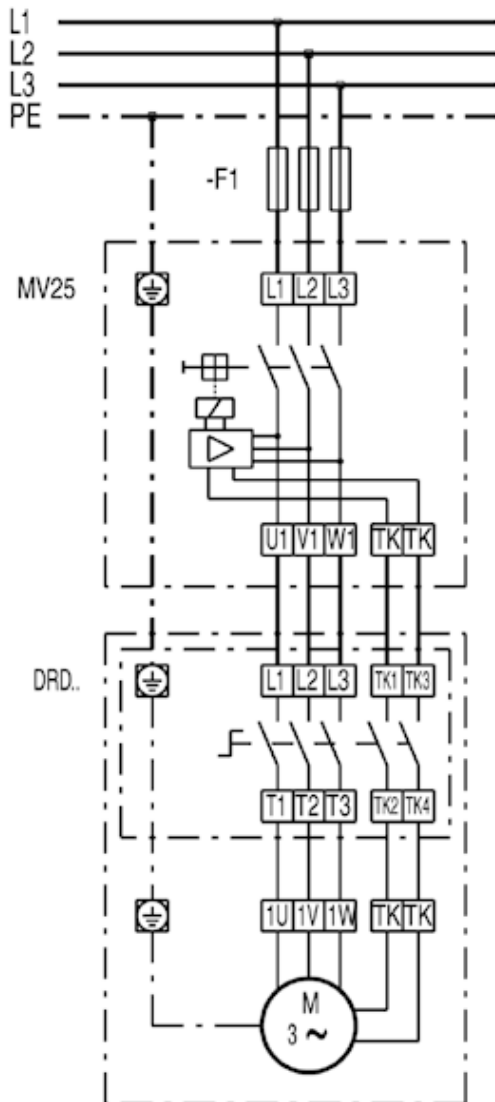 L1
L2
L3
PE
-F1
MV25
L1 L2 L3
U1 V1 W1 TK TK
DRD..
L1 L2 L3 TK1 TK3
T1 T2 T3 TK2 TK4
1U 1V 1W TK TK
M
3 ~